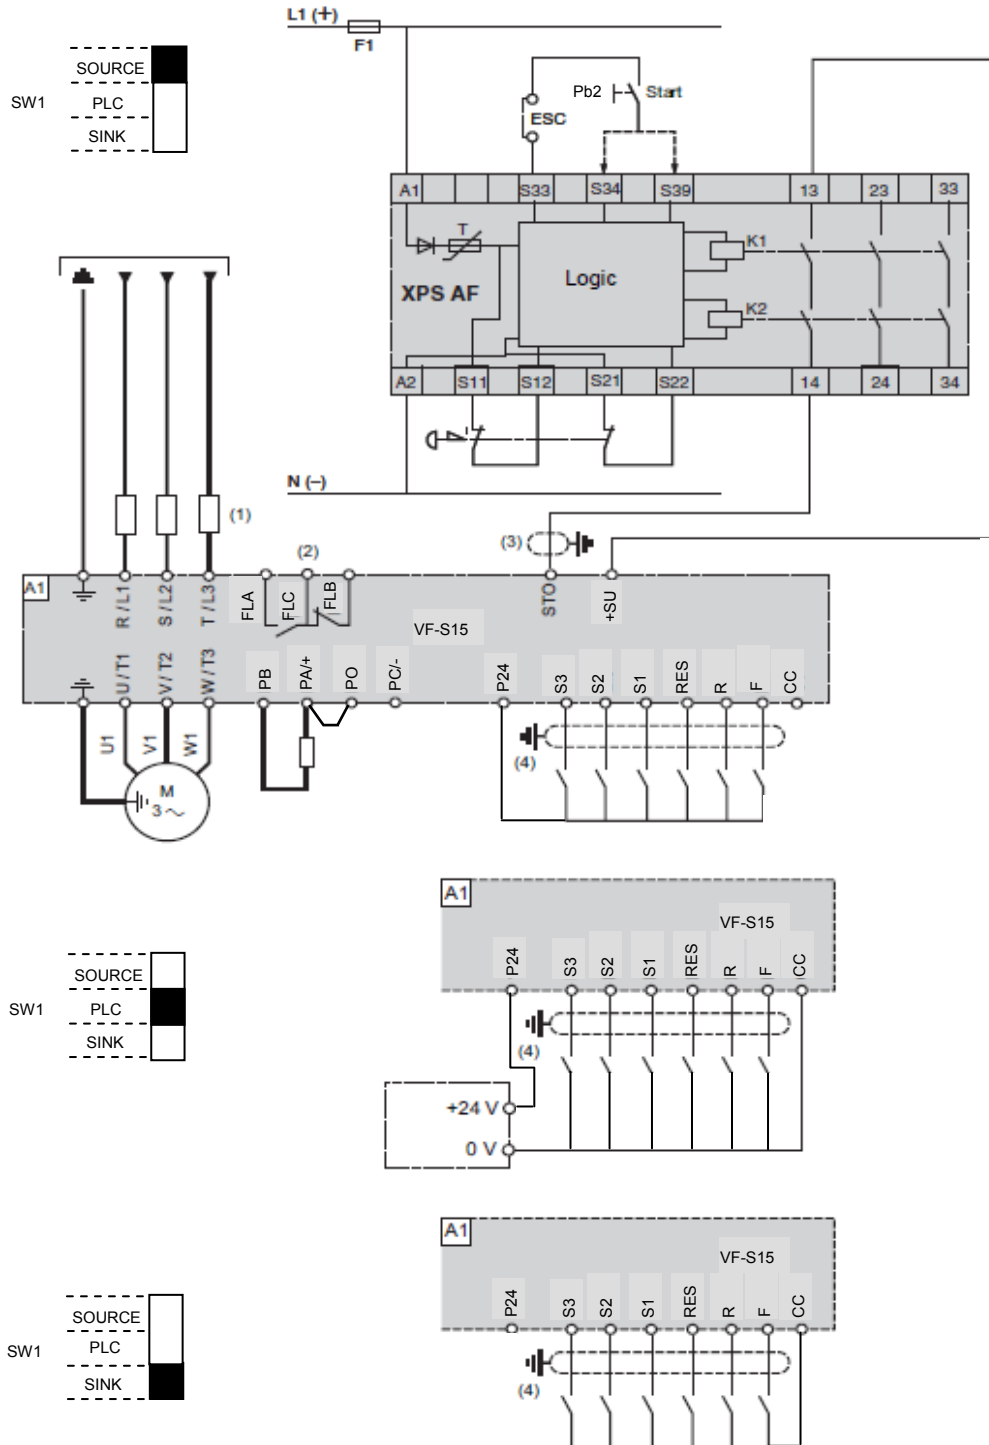 L1 (+)
F1
SOURCE
SW1
PLC
SINK
Pb2
Start
ESC
A1 S33 S34 S39 13 23 33
T
K1
Logic
XPS AF
K2
A2 S11 S12 S21 S22 14 24 34
N (–)
(1)
(2)
(3)
A1
R / L1
S / L2
T / L3
FLA
FLC
FLB
STO
+SU
VF-S15
U / T1
V / T2
W / T3
PB
PA/+
PO
PC/-
P24
S3
S2
S1
RES
R
F
CC
U1
V1
W1
M
3 ~
(4)
A1
VF-S15
P24
S3
S2
S1
RES
R
F
CC
SOURCE
SW1
PLC
SINK
(4)
+24 V
0 V
A1
VF-S15
P24
S3
S2
S1
RES
R
F
CC
SOURCE
SW1
PLC
SINK
(4)